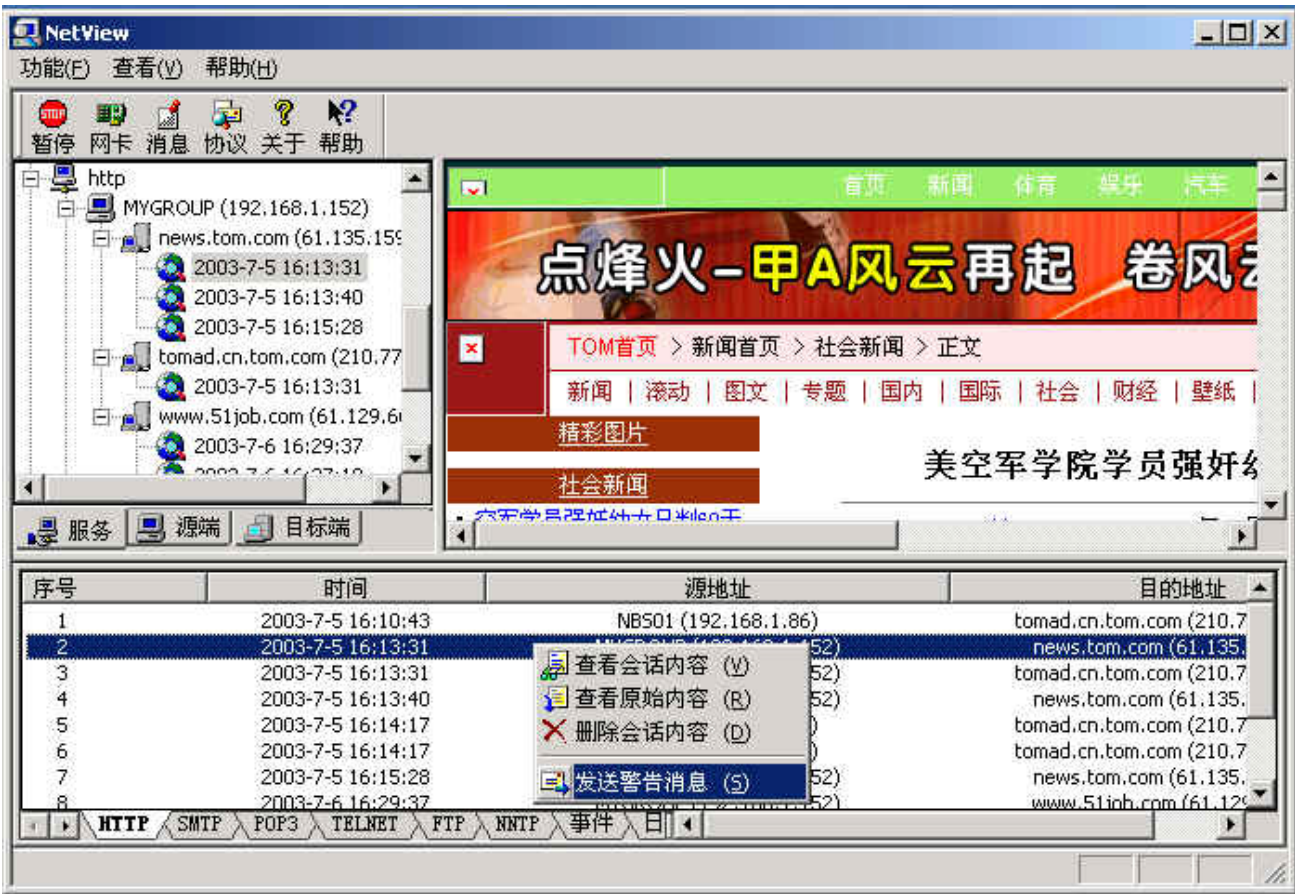 NetView
功能(F) 查看(V) 帮助(H)
暂停 网卡 消息 协议 关于 帮助
http
MYGROUP (192.168.1.152)
news.tom.com (61.135.159
2003-7-5 16:13:31
2003-7-5 16:13:40
2003-7-5 16:15:28
tomad.cn.tom.com (210.77
2003-7-5 16:13:31
www.51job.com (61.129.6
2003-7-6 16:29:37
服务 源端 目标端
首页 新闻 体育 娱乐 汽车
点烽火-甲A风云再起 卷风云
TOM首页 > 新闻首页 > 社会新闻 > 正文
新闻 | 滚动 | 图文 | 专题 | 国内 | 国际 | 社会 | 财经 | 壁纸 |
精彩图片
美空军学院学员强奸幼
社会新闻
序号 时间 源地址 目的地址
1 2003-7-5 16:10:43 NBS01 (192.168.1.86) tomad.cn.tom.com (210.7
2 2003-7-5 16:13:31 52) news.tom.com (61.135.
3 2003-7-5 16:13:31 52) tomad.cn.tom.com (210.7
4 2003-7-5 16:13:40 52) news.tom.com (61.135.
5 2003-7-5 16:14:17 ) tomad.cn.tom.com (210.7
6 2003-7-5 16:14:17 ) tomad.cn.tom.com (210.7
7 2003-7-5 16:15:28 52) news.tom.com (61.135.
8 2003-7-6 16:29:37 52) www.51job.com (61.129
查看会话内容 (V)
查看原始内容 (R)
删除会话内容 (D)
发送警告消息 (S)
HTTP SMTP POP3 TELNET FTP NNTP 事件 日